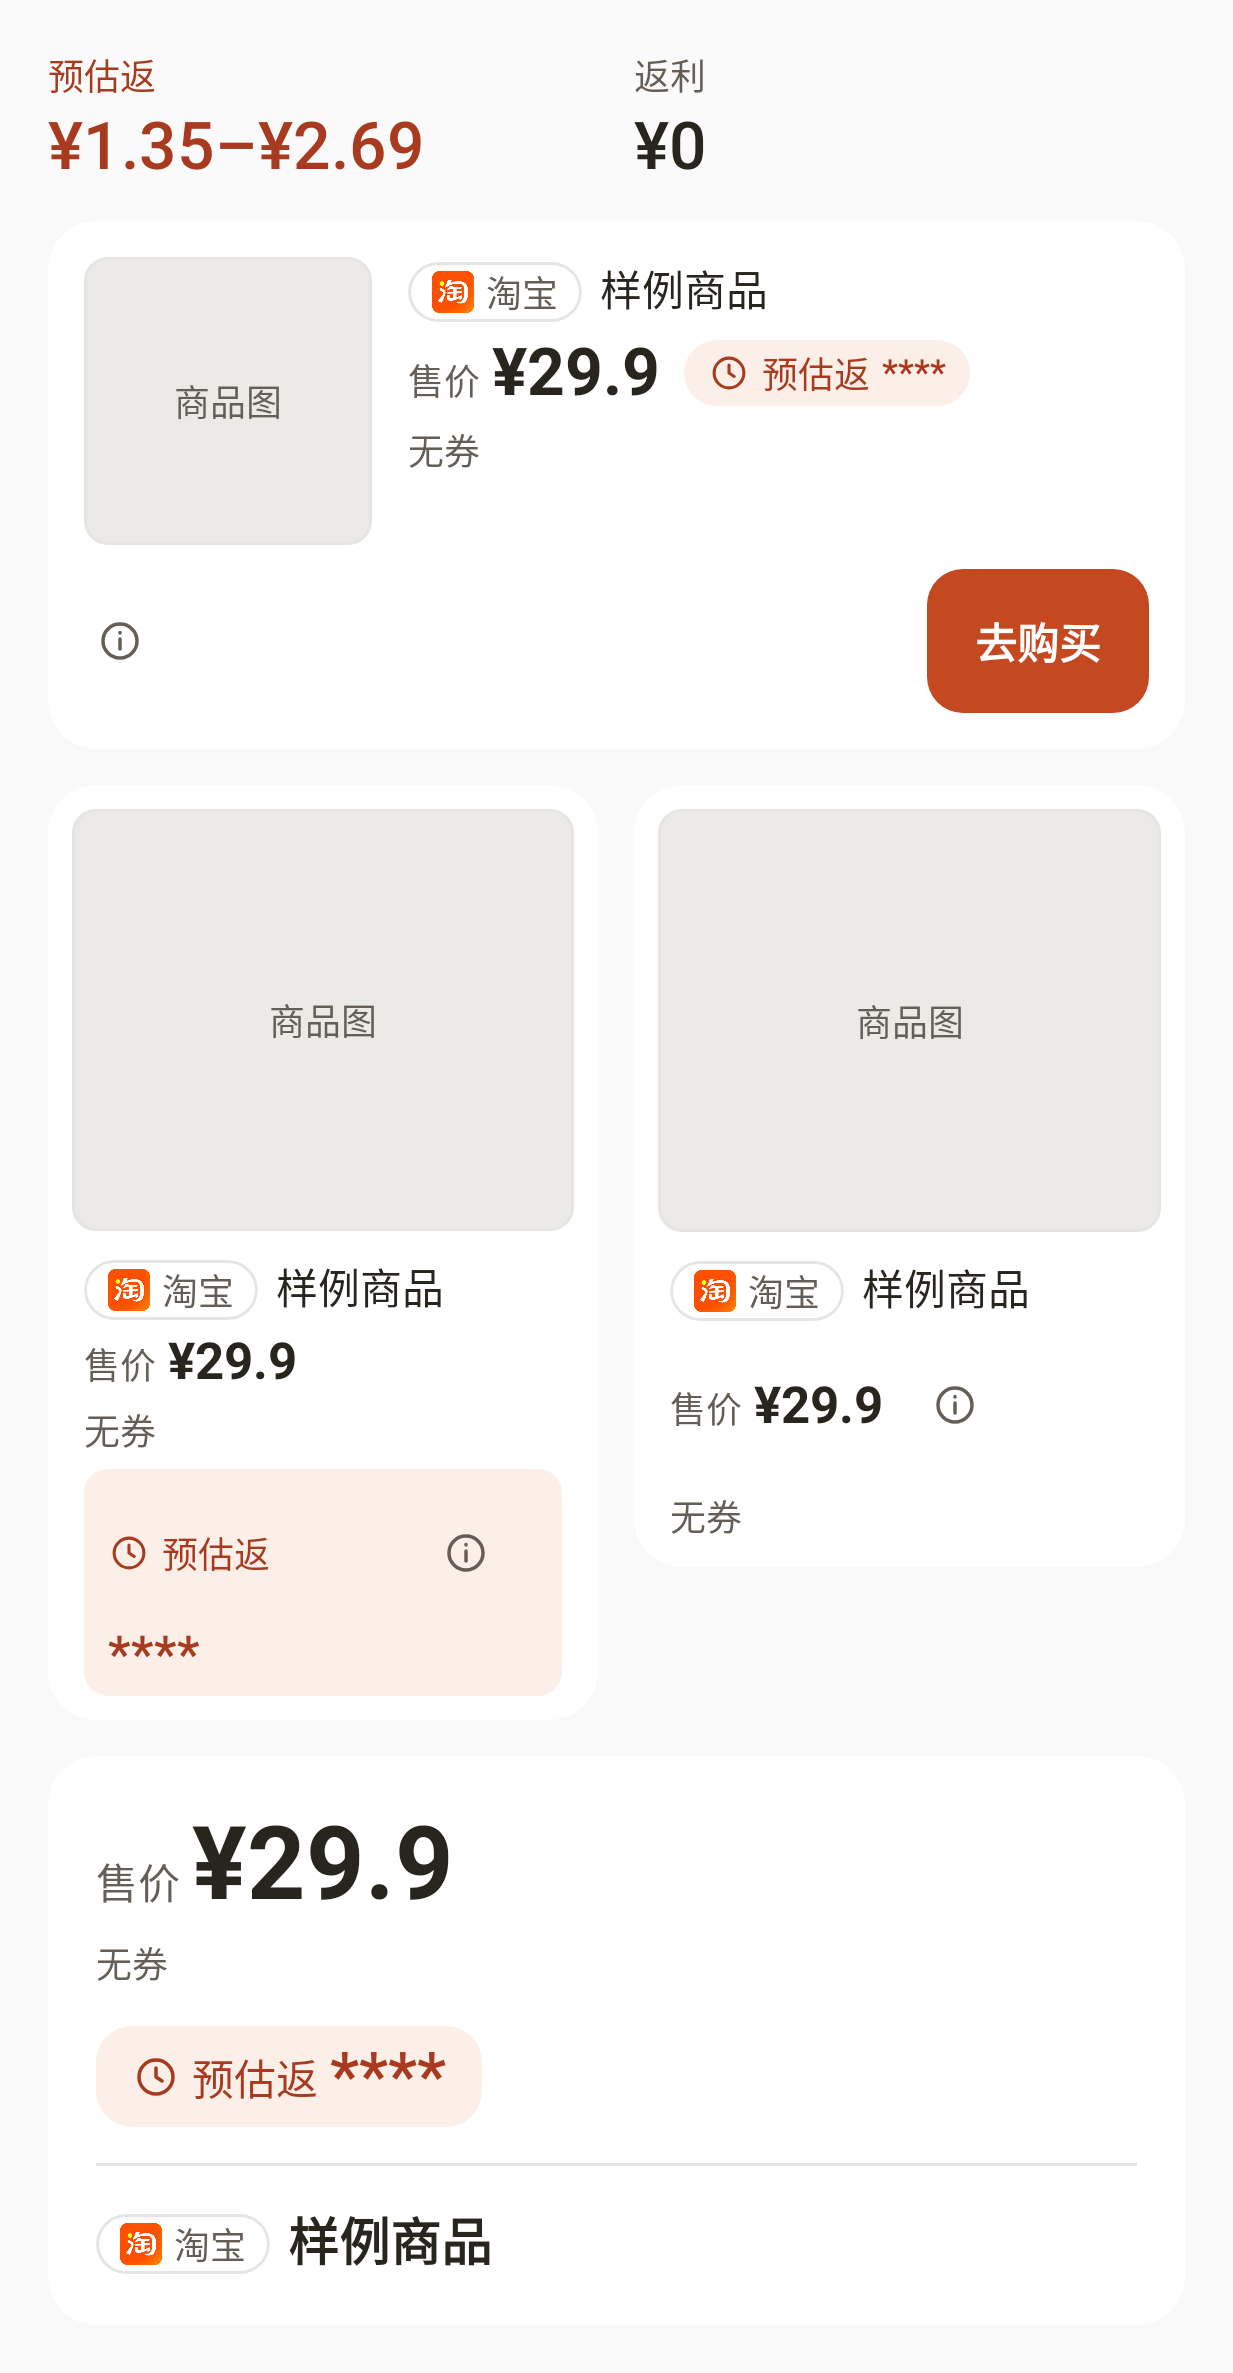 预估返
¥1.35–¥2.69
返利
¥0
商品图
淘 淘宝 样例商品
售价 ¥29.9 预估返 ****
无券
去购买
商品图
淘 淘宝 样例商品
售价 ¥29.9
无券
预估返
****
商品图
淘 淘宝 样例商品
售价 ¥29.9
无券
售价 ¥29.9
无券
预估返 ****
淘 淘宝 样例商品